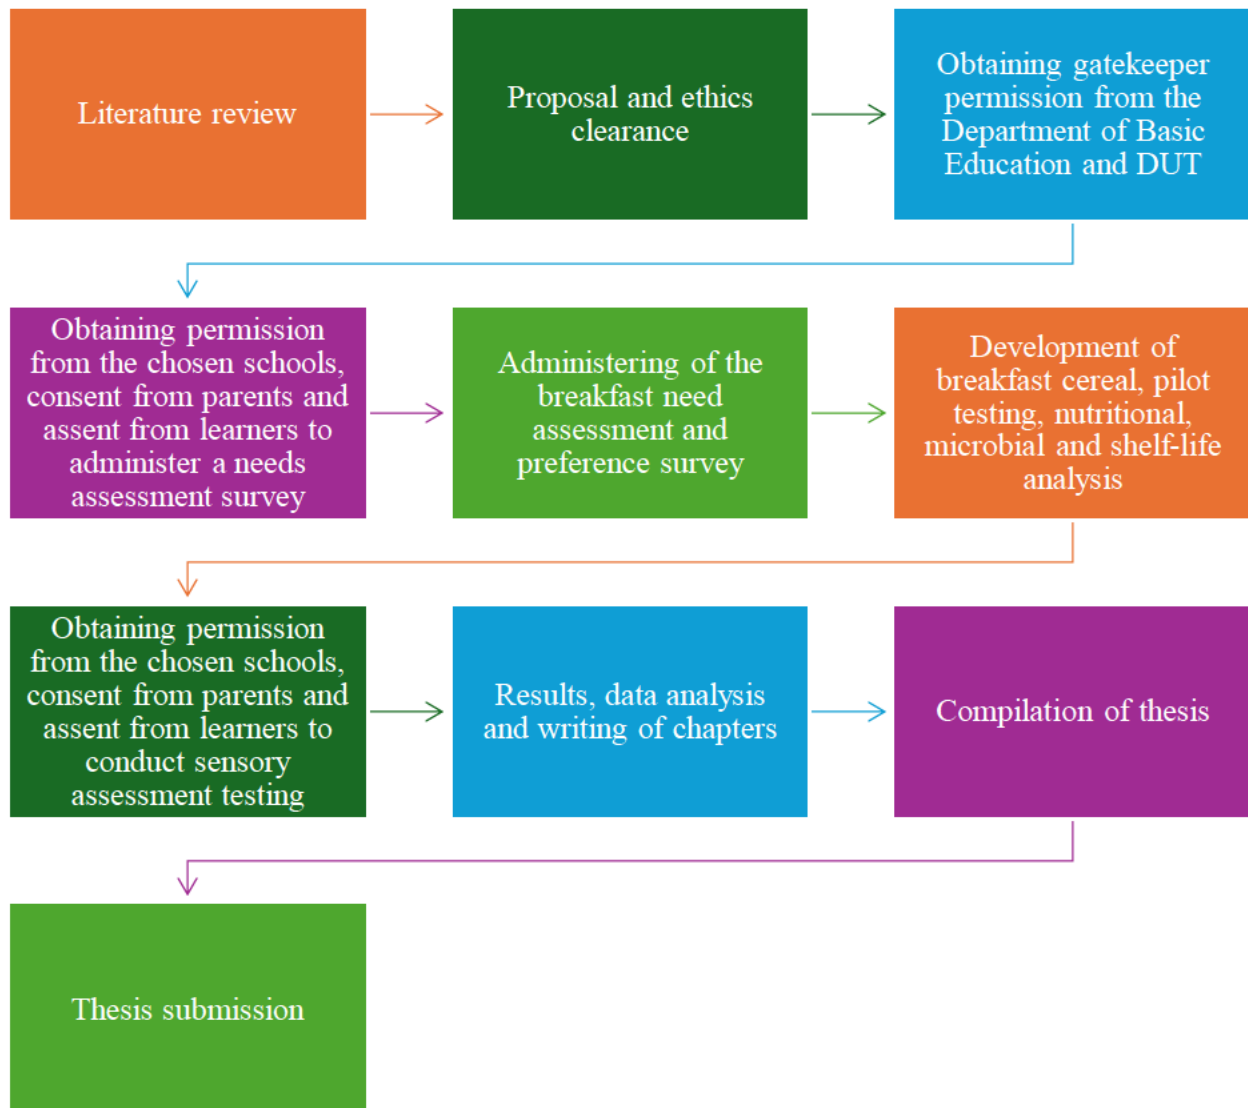 Literature review
Proposal and ethics
clearance
Obtaining gatekeeper
permission from the
Department of Basic
Education and DUT
Obtaining permission
from the chosen schools,
consent from parents and
assent from learners to
administer a needs
assessment survey
Administering of the
breakfast need
assessment and
preference survey
Development of
breakfast cereal, pilot
testing, nutritional,
microbial and shelf-life
analysis
Obtaining permission
from the chosen schools,
consent from parents and
assent from learners to
conduct sensory
assessment testing
Results, data analysis
and writing of chapters
Compilation of thesis
Thesis submission